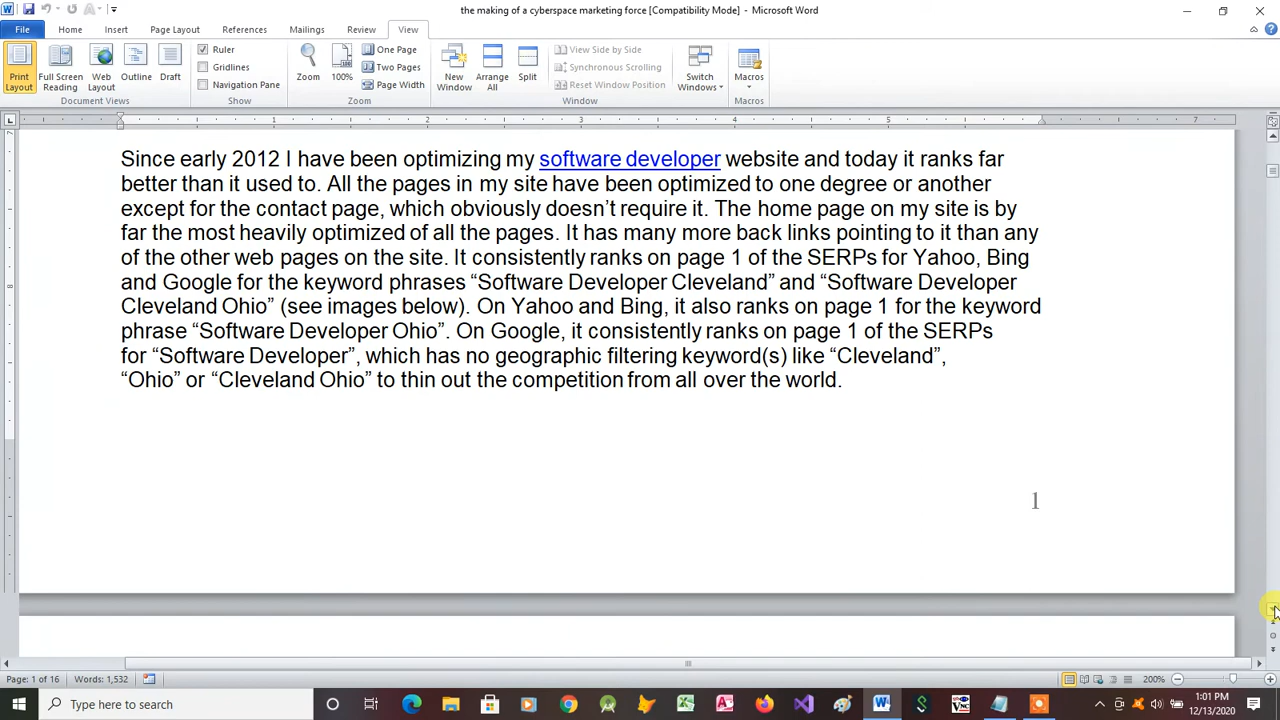 the making of a cyberspace marketing force [Compatibility Mode] - Microsoft Word
File Home Insert Page Layout References Mailings Review View
Print Layout
Full Screen Reading
Web Layout
Outline
Draft
Document Views
Ruler
Gridlines
Navigation Pane
Show
Zoom
100%
One Page
Two Pages
Page Width
Zoom
New Window
Arrange All
Split
View Side by Side
Synchronous Scrolling
Reset Window Position
Window
Switch Windows
Macros
Macros
1 2 3 4 5 6 7
Since early 2012 I have been optimizing my software developer website and today it ranks far
better than it used to. All the pages in my site have been optimized to one degree or another
except for the contact page, which obviously doesn’t require it. The home page on my site is by
far the most heavily optimized of all the pages. It has many more back links pointing to it than any
of the other web pages on the site. It consistently ranks on page 1 of the SERPs for Yahoo, Bing
and Google for the keyword phrases “Software Developer Cleveland” and “Software Developer
Cleveland Ohio” (see images below). On Yahoo and Bing, it also ranks on page 1 for the keyword
phrase “Software Developer Ohio”. On Google, it consistently ranks on page 1 of the SERPs
for “Software Developer”, which has no geographic filtering keyword(s) like “Cleveland”,
“Ohio” or “Cleveland Ohio” to thin out the competition from all over the world.
1
Page: 1 of 16 Words: 1,532 200%
Type here to search
1:01 PM
12/13/2020